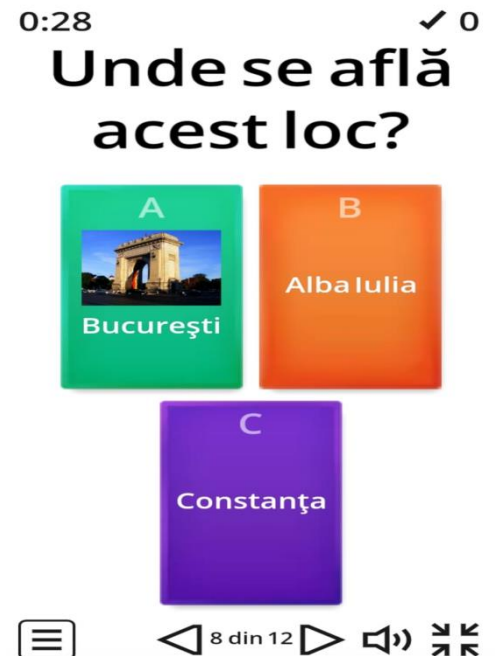 0:28
✓ 0
Unde se află
acest loc?
A
Bucureşti
B
Alba Iulia
C
Constanţa
8 din 12